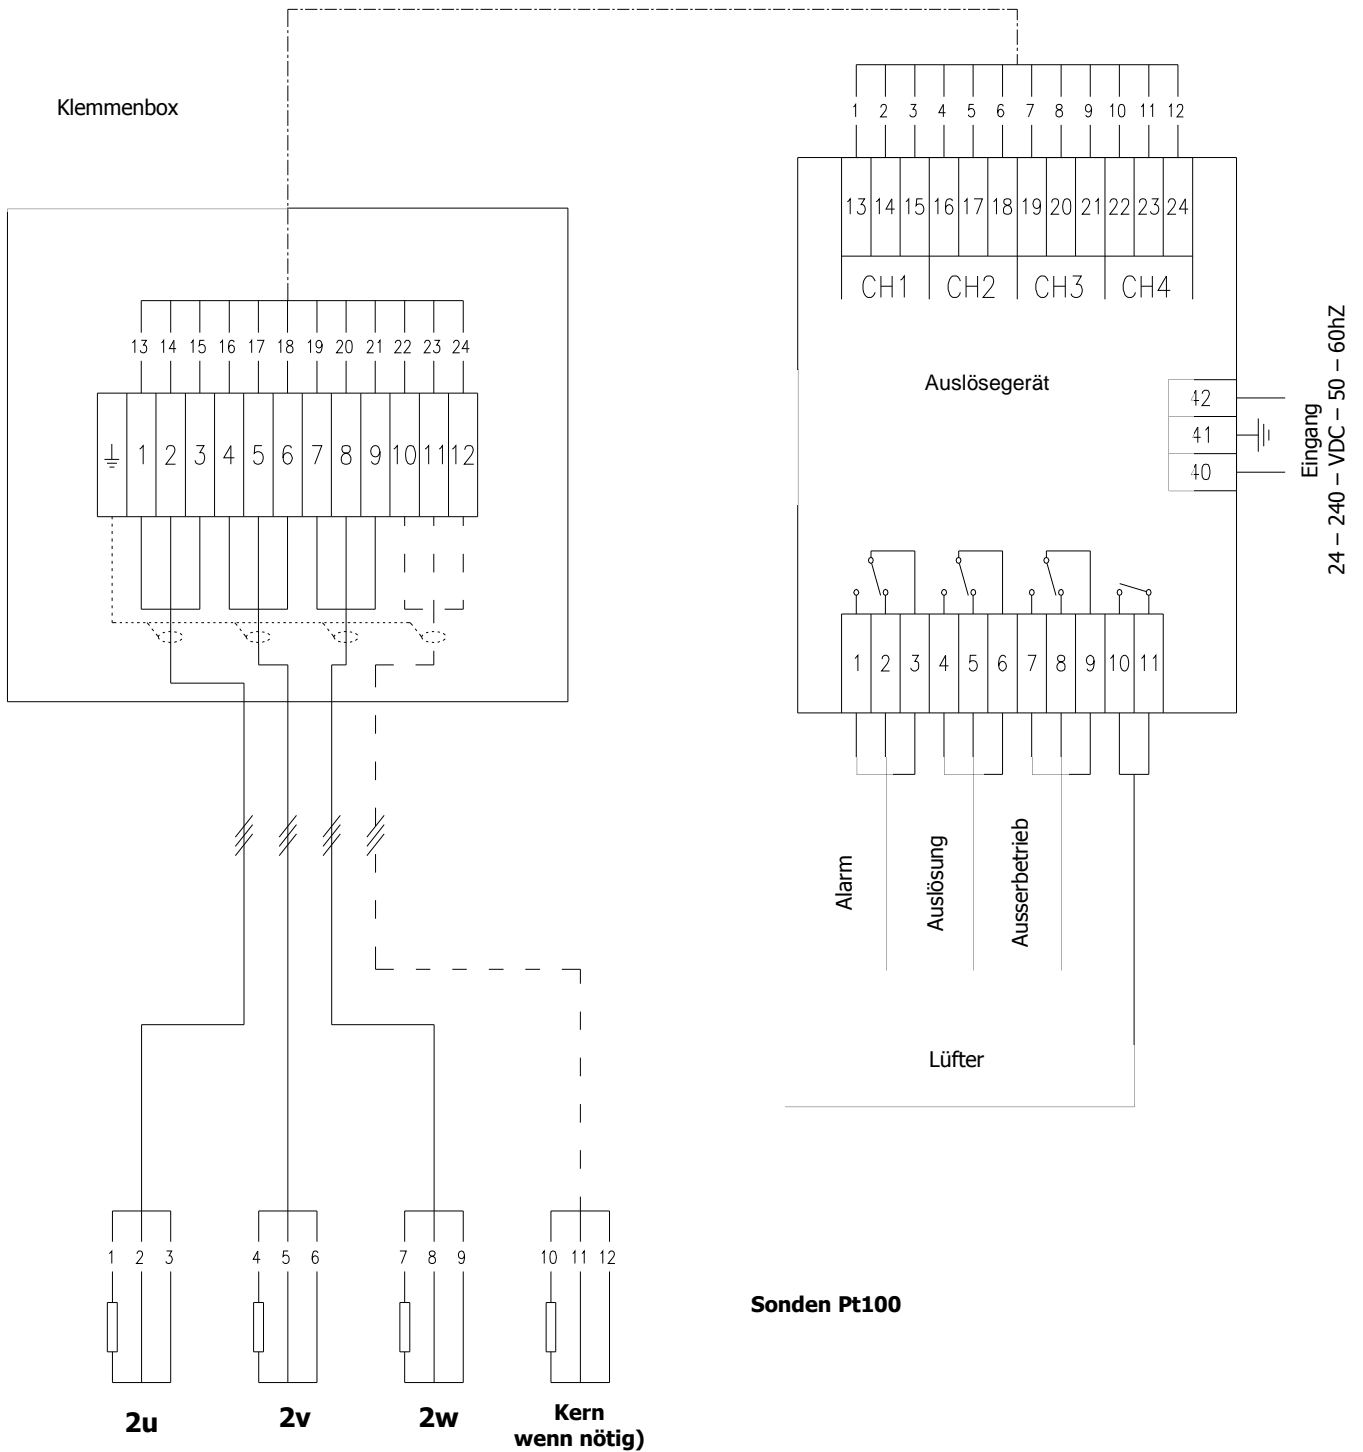 Klemmenbox
1 2 3 4 5 6 7 8 9 10 11 12
13 14 15 16 17 18 19 20 21 22 23 24
CH1 CH2 CH3 CH4
13 14 15 16 17 18 19 20 21 22 23 24
1 2 3 4 5 6 7 8 9 10 11 12
Auslösegerät
42
41
40
Eingang
24 – 240 – VDC – 50 – 60hZ
1 2 3 4 5 6 7 8 9 10 11
Alarm
Auslösung
Ausserbetrieb
Lüfter
1 2 3
4 5 6
7 8 9
10 11 12
Sonden Pt100
2u
2v
2w
Kern
wenn nötig)